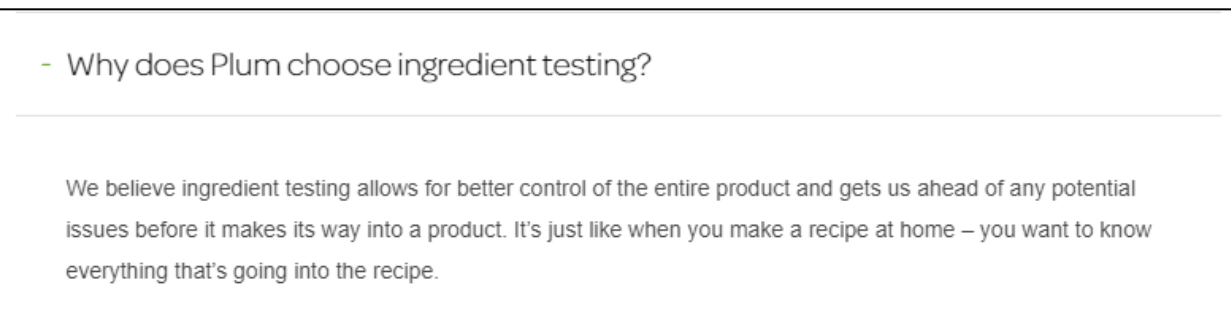 - Why does Plum choose ingredient testing?
We believe ingredient testing allows for better control of the entire product and gets us ahead of any potential
issues before it makes its way into a product. It’s just like when you make a recipe at home – you want to know
everything that’s going into the recipe.